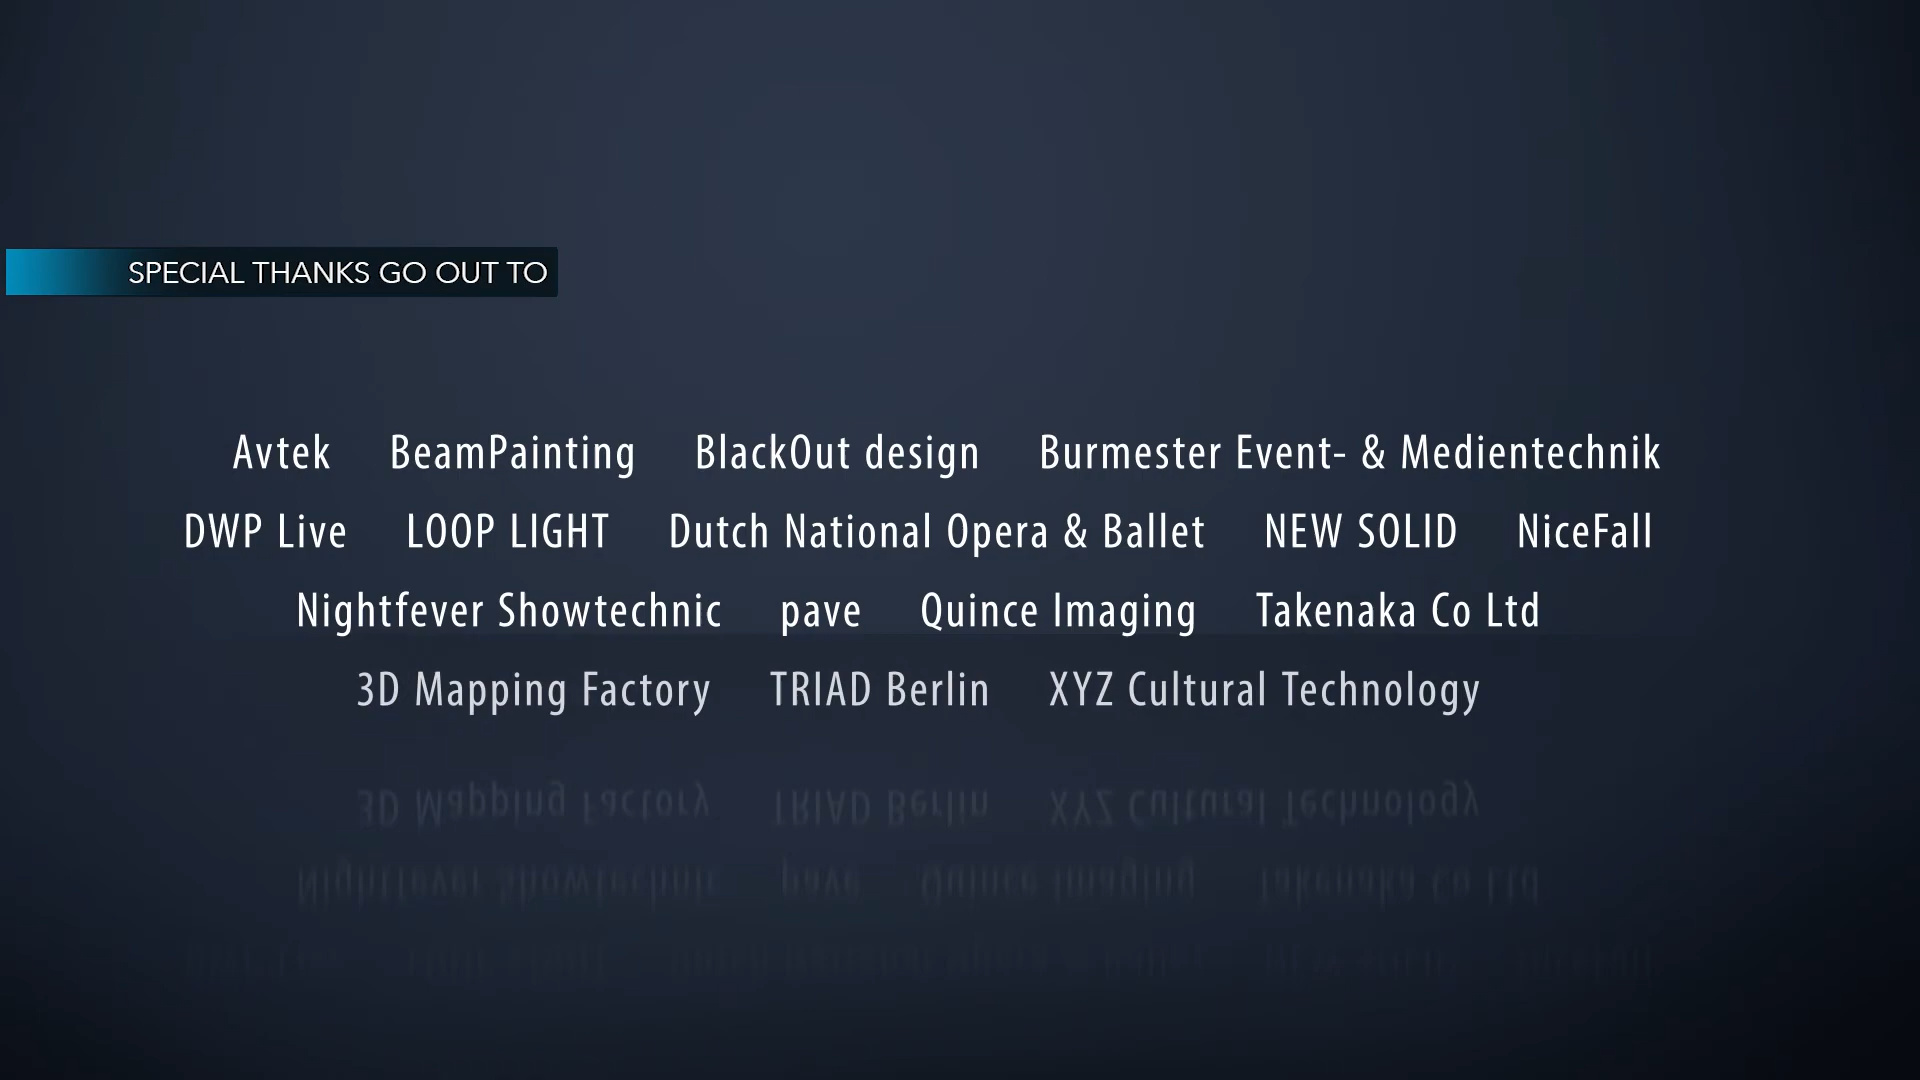 SPECIAL THANKS GO OUT TO
Avtek BeamPainting BlackOut design Burmester Event- & Medientechnik
DWP Live LOOP LIGHT Dutch National Opera & Ballet NEW SOLID NiceFall
Nightfever Showtechnic pave Quince Imaging Takenaka Co Ltd
3D Mapping Factory TRIAD Berlin XYZ Cultural Technology